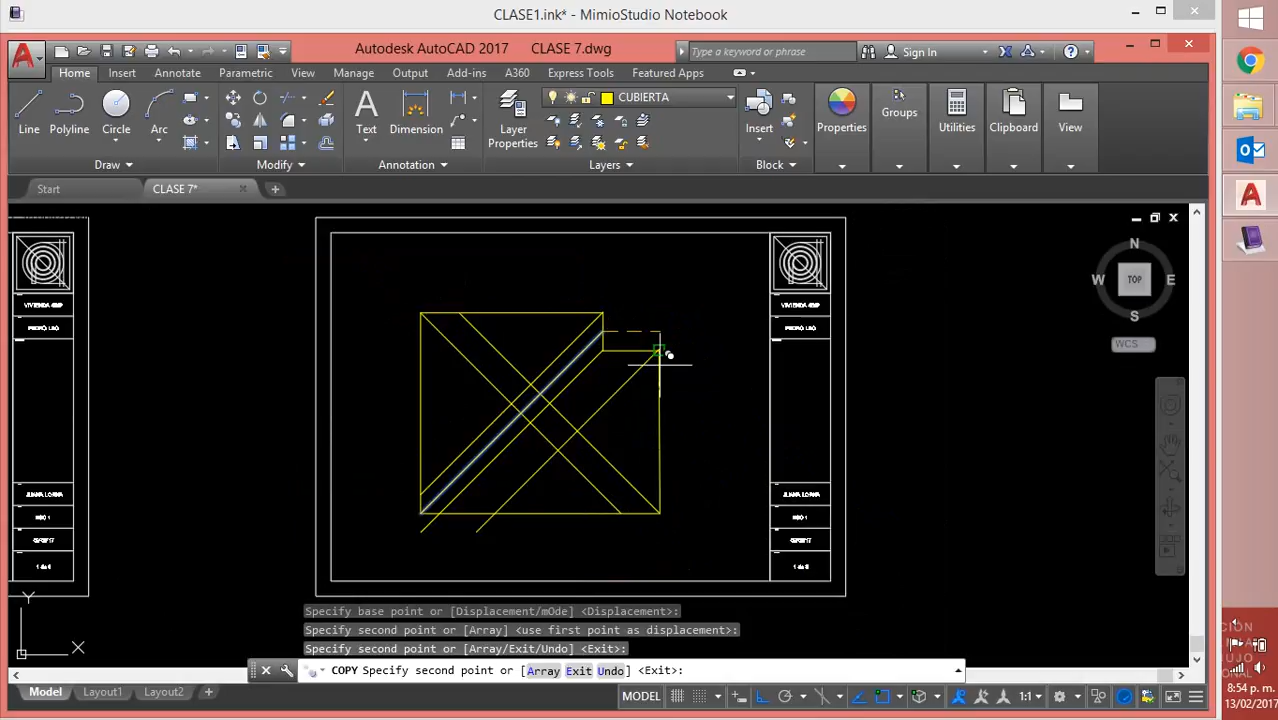 CLASE1.ink* - MimioStudio Notebook
Autodesk AutoCAD 2017 CLASE 7.dwg
Type a keyword or phrase
Sign In
Home Insert Annotate Parametric View Manage Output Add-ins A360 Express Tools Featured Apps
CUBIERTA
Line Polyline Circle Arc
Text Dimension
Layer Properties
Insert
Properties Groups Utilities Clipboard View
Draw Modify Annotation Layers Block
Start CLASE 7*
N
W TOP E
S
WCS
VIVIENDA
VIVIENDA
Y
X
Specify base point or [Displacement/mOde] <Displacement>:
Specify second point or [Array] <use first point as displacement>:
Specify second point or [Array/Exit/Undo] <Exit>:
COPY Specify second point or [Array Exit Undo] <Exit>:
Model Layout1 Layout2
MODEL
1:1
8:54 p. m.
13/02/2017